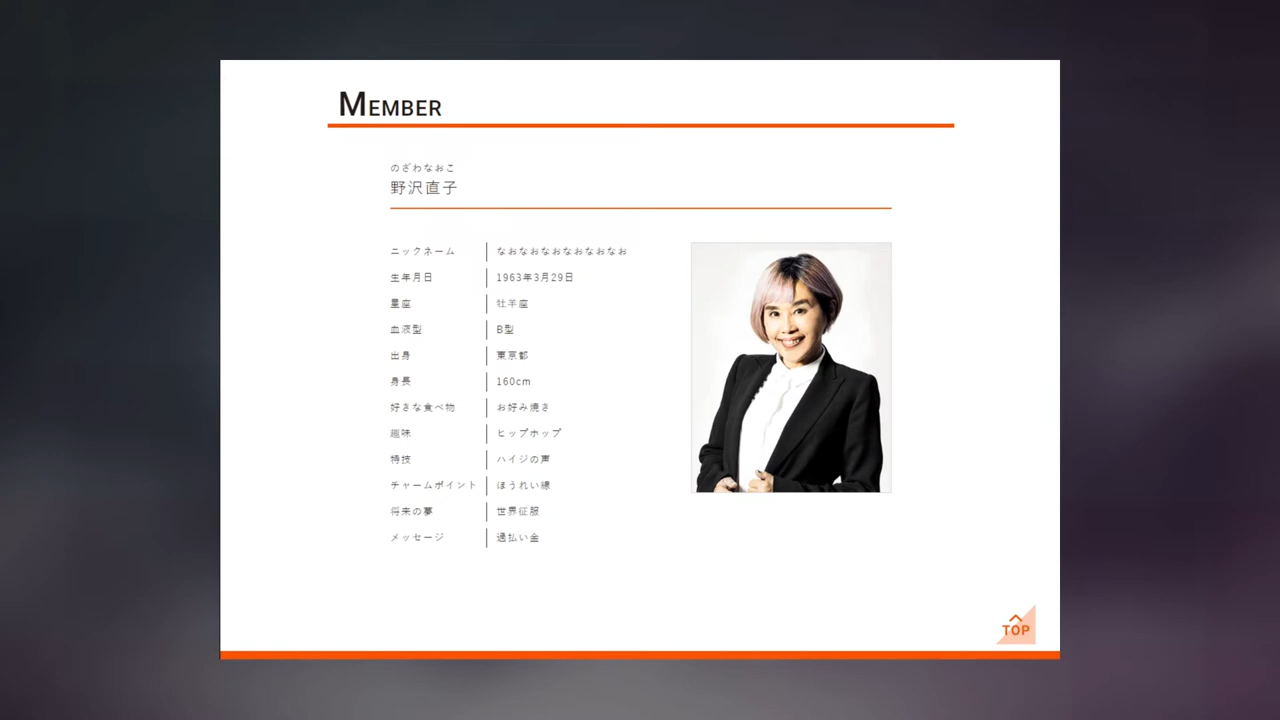 MEMBER
のざわなおこ
野沢直子
ニックネーム なおなおなおなおなおなお
生年月日 1963年3月29日
星座 牡羊座
血液型 B型
出身 東京都
身長 160cm
好きな食べ物 お好み焼き
趣味 ヒップホップ
特技 ハイジの声
チャームポイント ほうれい線
将来の夢 世界征服
メッセージ 過払い金
TOP